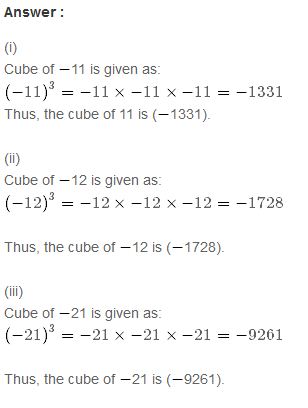 Answer :
(i)
Cube of −11 is given as:
(−11)³ = −11 × −11 × −11 = −1331
Thus, the cube of 11 is (−1331).
(ii)
Cube of −12 is given as:
(−12)³ = −12 × −12 × −12 = −1728
Thus, the cube of −12 is (−1728).
(iii)
Cube of −21 is given as:
(−21)³ = −21 × −21 × −21 = −9261
Thus, the cube of −21 is (−9261).